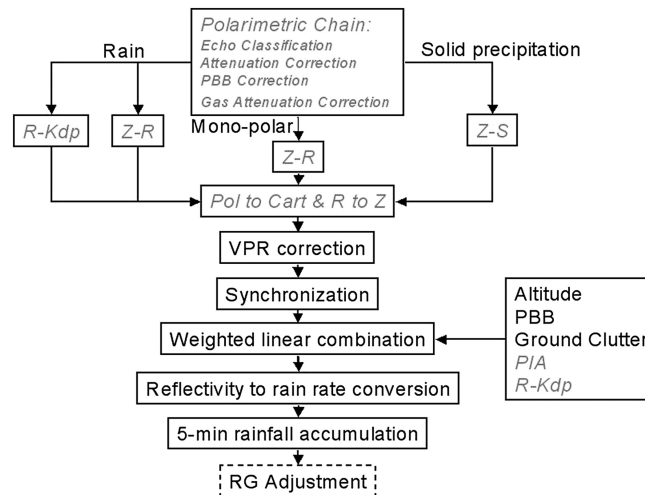 Polarimetric Chain:
Echo Classification
Attenuation Correction
PBB Correction
Gas Attenuation Correction
Rain
Solid precipitation
Mono-polar
R-Kdp
Z-R
Z-R
Z-S
Pol to Cart & R to Z
VPR correction
Synchronization
Weighted linear combination
Altitude
PBB
Ground Clutter
PIA
R-Kdp
Reflectivity to rain rate conversion
5-min rainfall accumulation
RG Adjustment